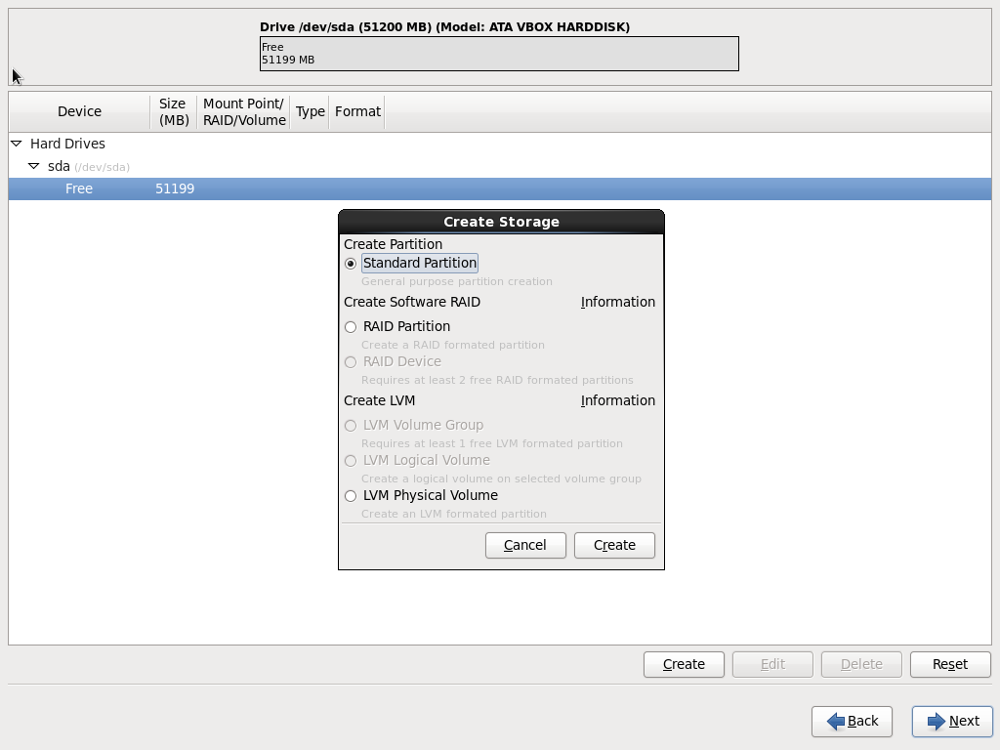 Drive /dev/sda (51200 MB) (Model: ATA VBOX HARDDISK)
Free
51199 MB
Device
Size
(MB)
Mount Point/
RAID/Volume
Type
Format
Hard Drives
sda (/dev/sda)
Free 51199
Create Storage
Create Partition
Standard Partition
General purpose partition creation
Create Software RAID Information
RAID Partition
Create a RAID formated partition
RAID Device
Requires at least 2 free RAID formated partitions
Create LVM Information
LVM Volume Group
Requires at least 1 free LVM formated partition
LVM Logical Volume
Create a logical volume on selected volume group
LVM Physical Volume
Create an LVM formated partition
Cancel Create
Create Edit Delete Reset
Back Next